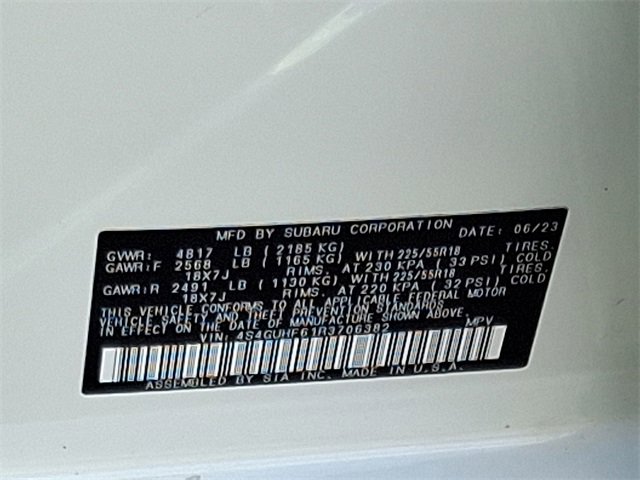 MFD BY SUBARU CORPORATION DATE: 06/23
GVWR: 4817 LB (2185 KG)
GAWR:F 2568 LB (1165 KG) WITH 225/55R18 TIRES.
18X7J RIMS. AT 230 KPA ( 33 PSI) COLD
GAWR:R 2491 LB (1130 KG) WITH 225/55R18 TIRES.
18X7J RIMS. AT 220 KPA ( 32 PSI) COLD
THIS VEHICLE CONFORMS TO ALL APPLICABLE FEDERAL MOTOR
VEHICLE SAFETY AND THEFT PREVENTION STANDARDS
IN EFFECT ON THE DATE OF MANUFACTURE SHOWN ABOVE.
VIN: 4S4GUHF61R3706382 MPV
ASSEMBLED BY SIA INC. MADE IN U.S.A.